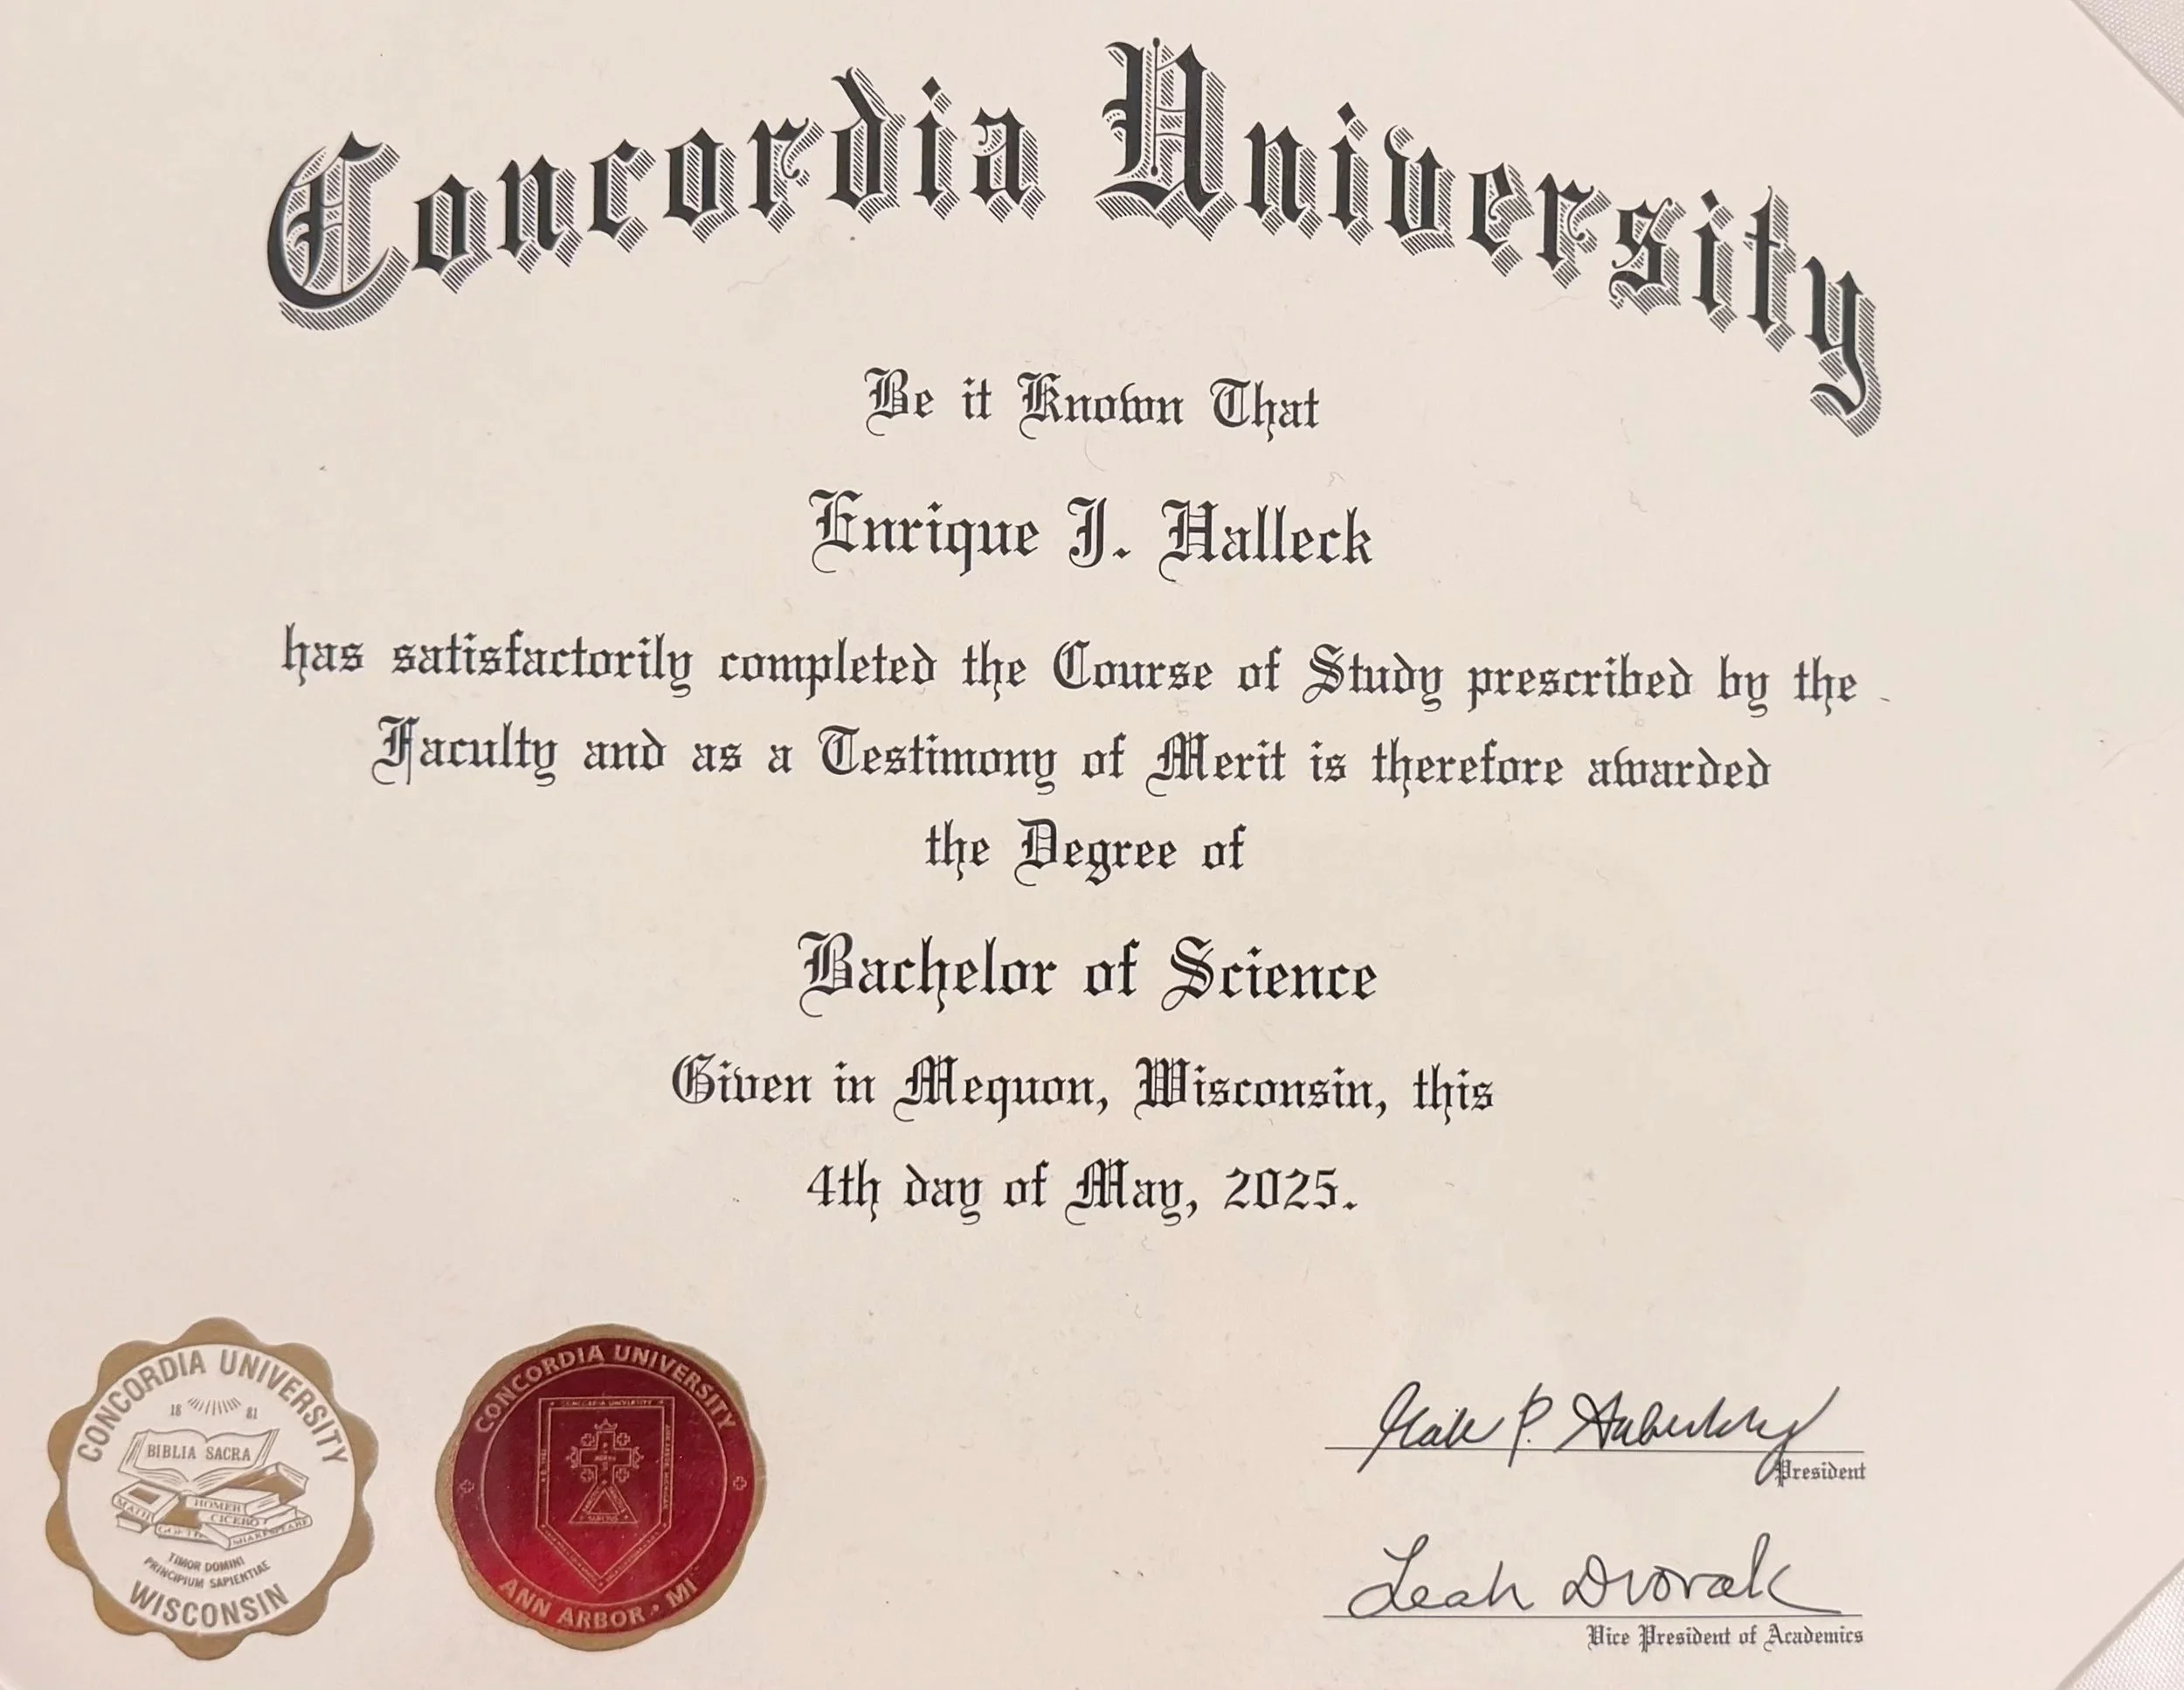 Concordia University
Be it Known That
Enrique J. Halleck
has satisfactorily completed the Course of Study prescribed by the
Faculty and as a Testimony of Merit is therefore awarded
the Degree of
Bachelor of Science
Given in Mequon, Wisconsin, this
4th day of May, 2025.
CONCORDIA UNIVERSITY
18 81
BIBLIA SACRA
HOMER
MATH
CICERO
SHAKESPEARE
TIMOR DOMINI
PRINCIPIUM SAPIENTIAE
WISCONSIN
CONCORDIA UNIVERSITY
CONCORDIA UNIVERSITY
ANN ARBOR • MI
P.
President
Leah Dvorak
Vice President of Academics